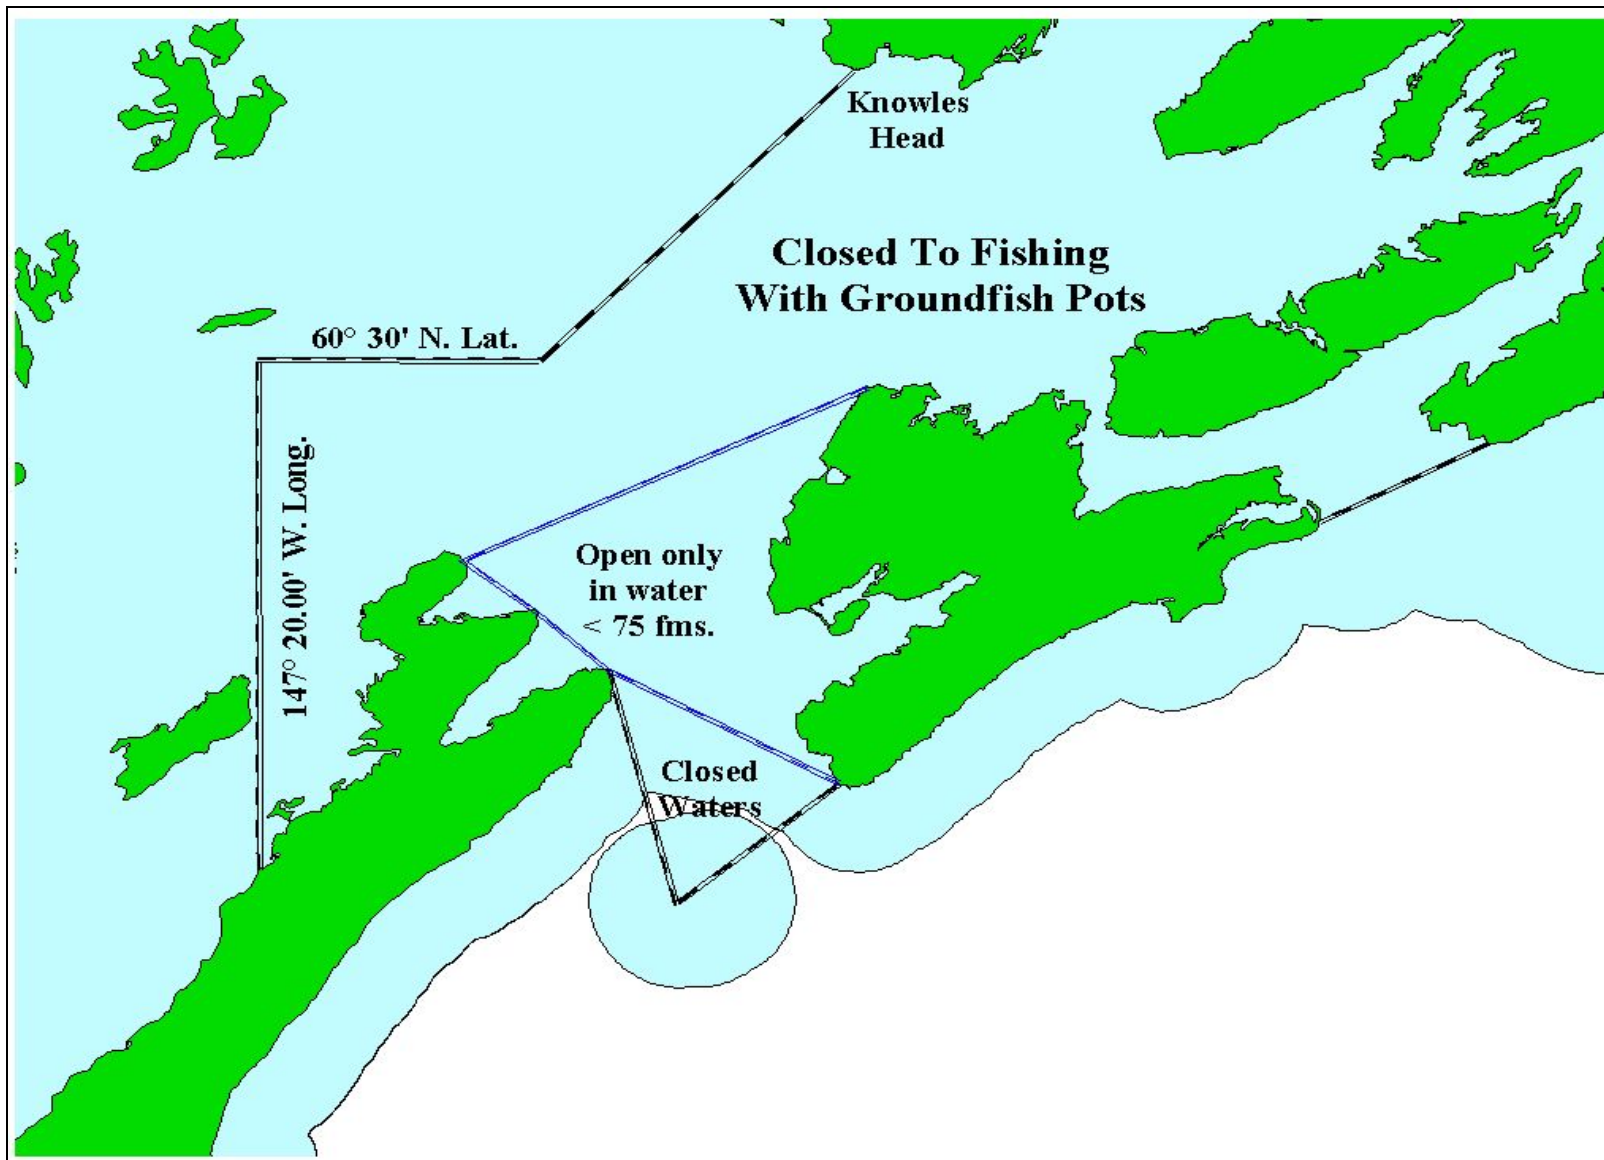 Knowles
Head
Closed To Fishing
With Groundfish Pots
60° 30' N. Lat.
147° 20.00' W. Long.
Open only
in water
< 75 fms.
Closed
Waters